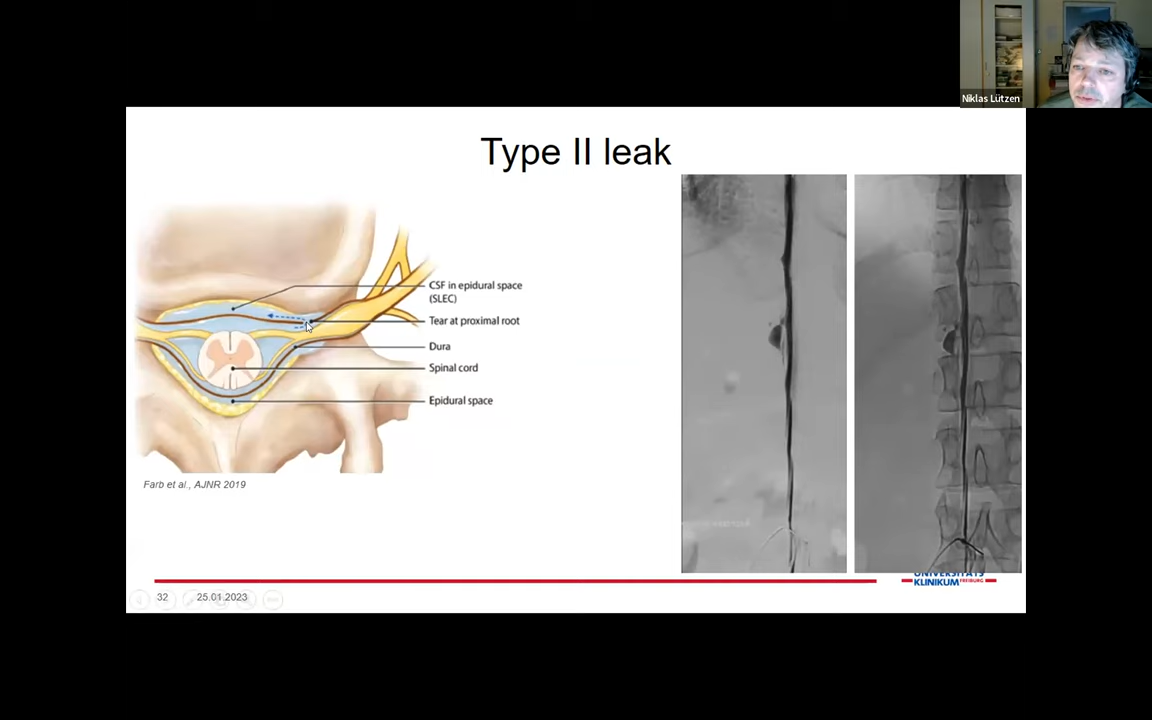 Niklas Lützen
Type II leak
CSF in epidural space
(SLEC)
Tear at proximal root
Dura
Spinal cord
Epidural space
Farb et al., AJNR 2019
UNIVERSITÄTS
KLINIKUM FREIBURG
32 25.01.2023